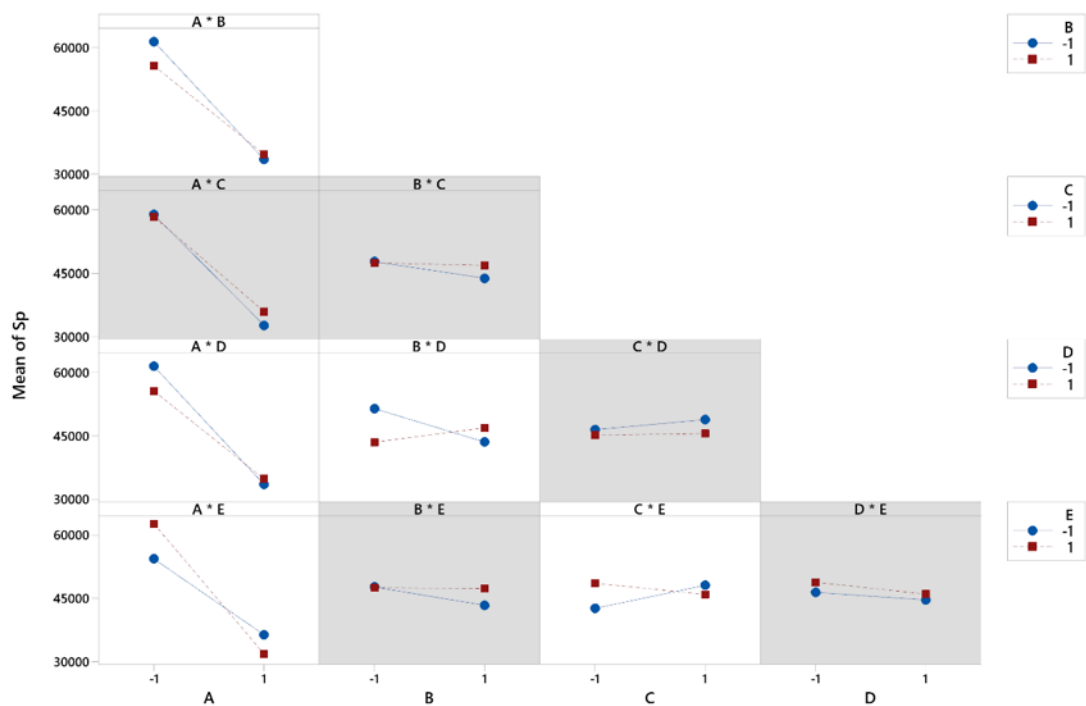 A * B
B
-1
1
60000
45000
30000
A * C
B * C
C
-1
1
60000
45000
30000
Mean of Sp
A * D
B * D
C * D
D
-1
1
60000
45000
30000
A * E
B * E
C * E
D * E
E
-1
1
60000
45000
30000
-1 1 -1 1 -1 1 -1 1
A B C D